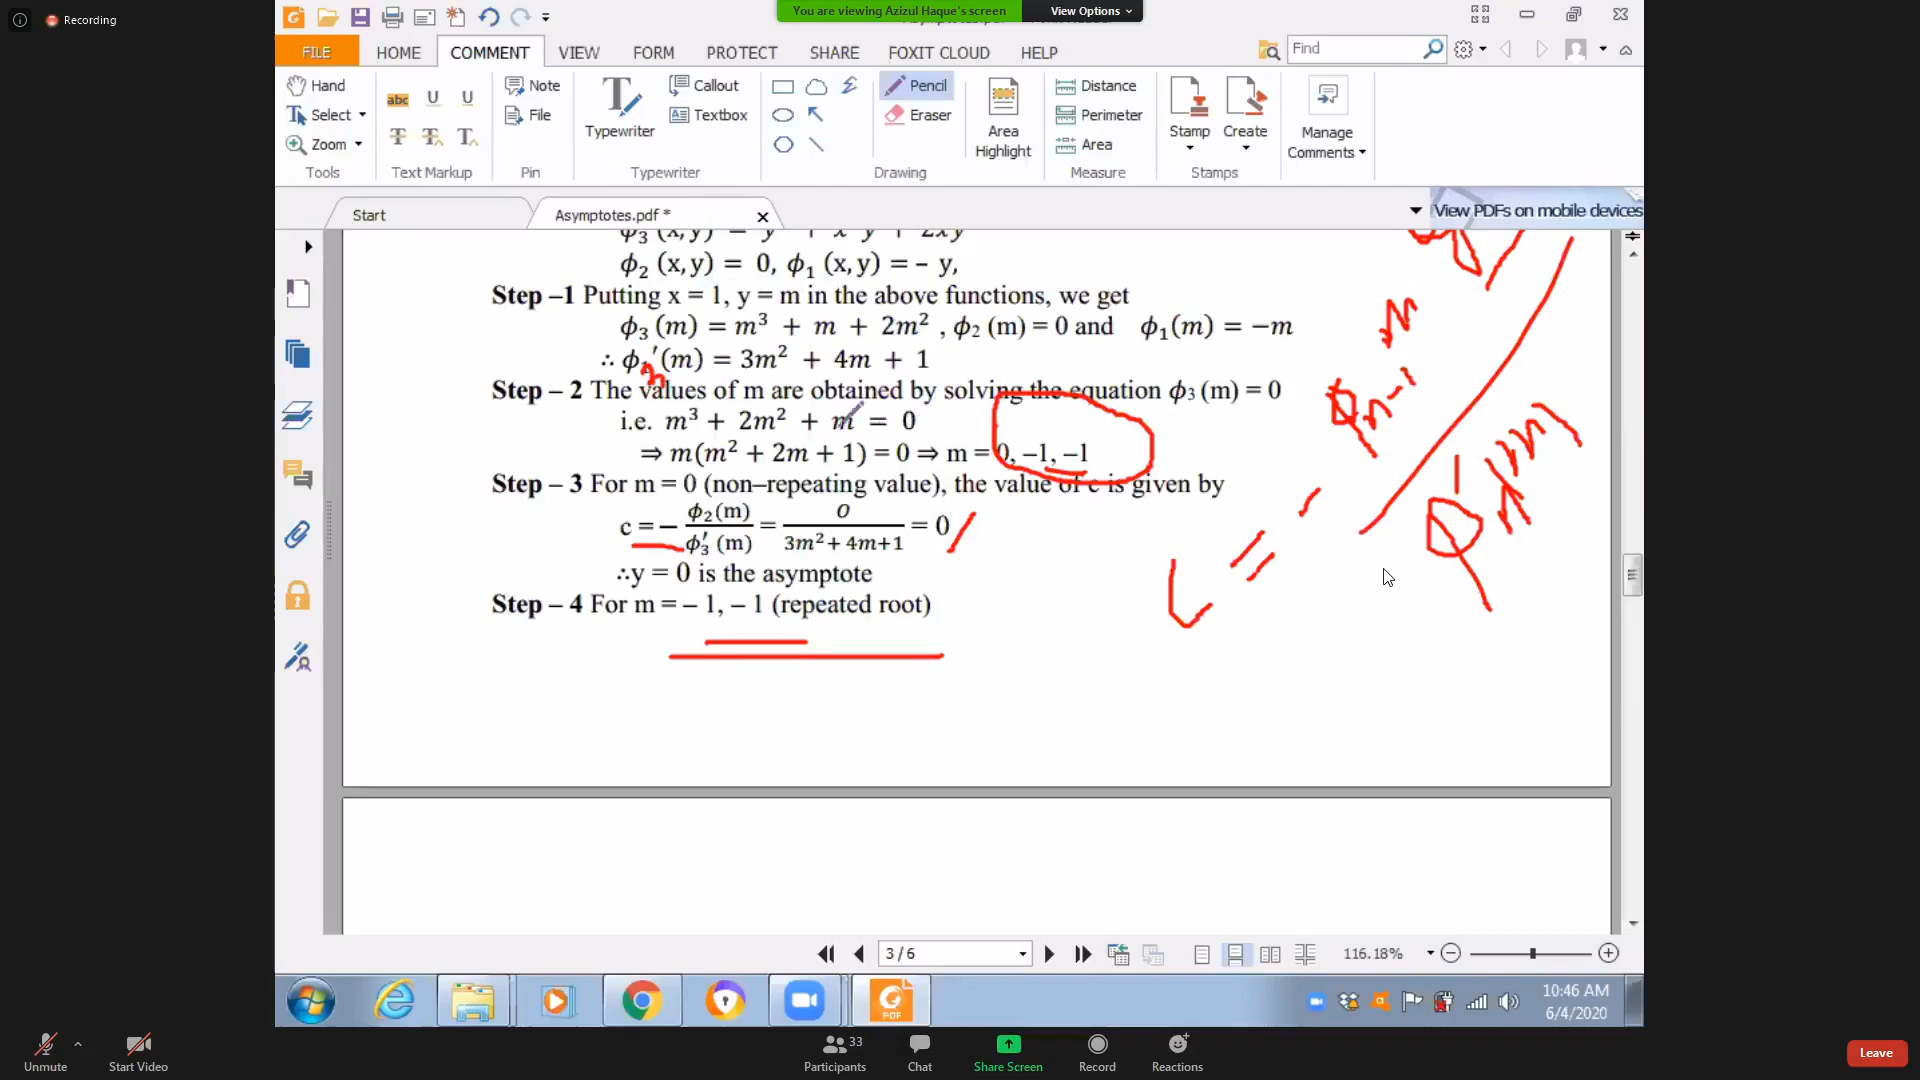 Recording
You are viewing Azizul Haque's screen
View Options
FILE HOME COMMENT VIEW FORM PROTECT SHARE FOXIT CLOUD HELP
Find
Hand
Select
Zoom
Tools
abc U U
T T T
Text Markup
Note
File
Pin
Typewriter
Callout
Textbox
Typewriter
Pencil
Eraser
Drawing
Area
Highlight
Distance
Perimeter
Area
Measure
Stamp
Create
Stamps
Manage
Comments
Start
Asymptotes.pdf *
View PDFs on mobile devices
ϕ₂ (x,y) = 0, ϕ₁ (x,y) = – y,
Step –1 Putting x = 1, y = m in the above functions, we get
ϕ₃ (m) = m³ + m + 2m² , ϕ₂ (m) = 0 and ϕ₁(m) = −m
∴ ϕ₃′(m) = 3m² + 4m + 1
Step – 2 The values of m are obtained by solving the equation ϕ₃ (m) = 0
i.e. m³ + 2m² + m = 0
⇒ m(m² + 2m + 1) = 0 ⇒ m = 0, –1, –1
Step – 3 For m = 0 (non–repeating value), the value of c is given by
c = – ϕ₂(m)/ϕ₃′ (m) = 0/3m²+ 4m+1 = 0
∴y = 0 is the asymptote
Step – 4 For m = – 1, – 1 (repeated root)
3 / 6
116.18%
PDF
10:46 AM
6/4/2020
Unmute
Start Video
33
Participants
Chat
Share Screen
Record
Reactions
Leave